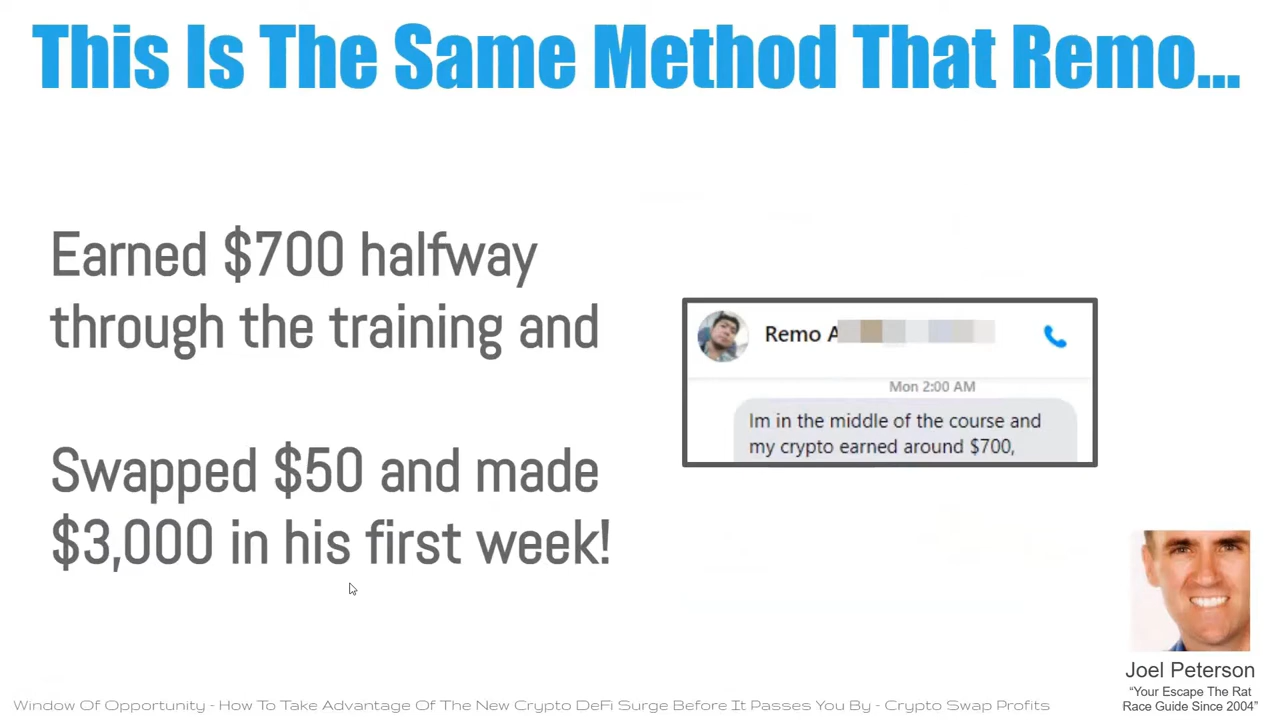 This Is The Same Method That Remo...
Earned $700 halfway
through the training and
Swapped $50 and made
$3,000 in his first week!
Remo A
Mon 2:00 AM
Im in the middle of the course and
my crypto earned around $700,
Joel Peterson
“Your Escape The Rat
Race Guide Since 2004”
Window Of Opportunity - How To Take Advantage Of The New Crypto DeFi Surge Before It Passes You By - Crypto Swap Profits